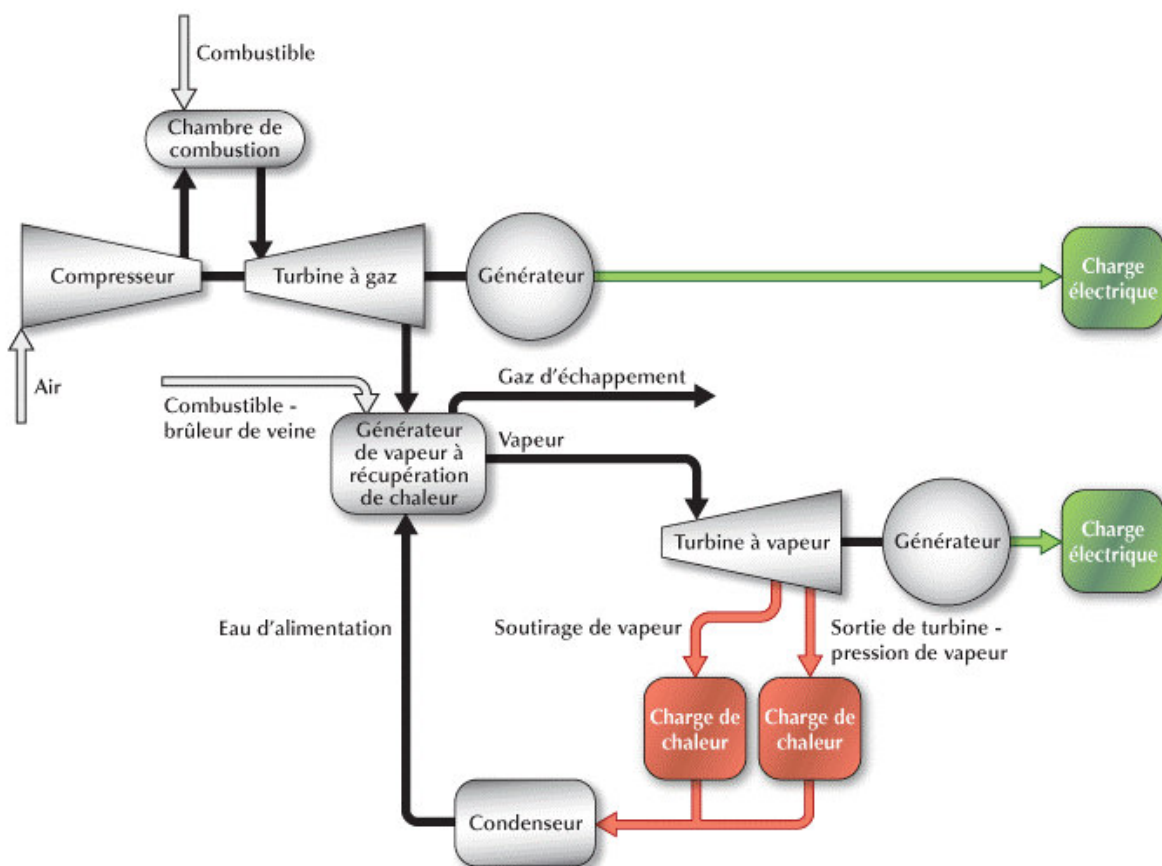 Combustible
Chambre de
combustion
Compresseur
Turbine à gaz
Générateur
Charge
électrique
Air
Combustible -
brûleur de veine
Gaz d'échappement
Générateur
de vapeur à
récupération
de chaleur
Vapeur
Turbine à vapeur
Générateur
Charge
électrique
Eau d'alimentation
Soutirage de vapeur
Sortie de turbine -
pression de vapeur
Charge de
chaleur
Charge de
chaleur
Condenseur